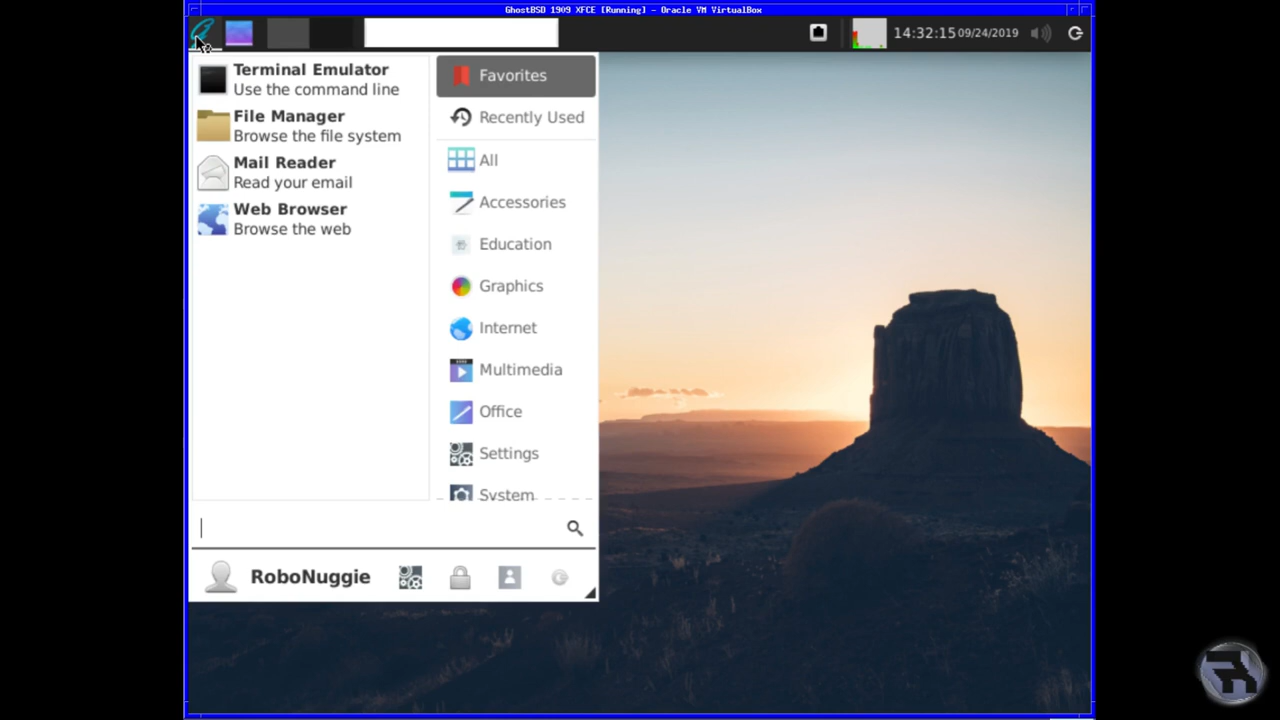 GhostBSD 1909 XFCE [Running] - Oracle VM VirtualBox
14:32:15 09/24/2019
Terminal Emulator
Use the command line
File Manager
Browse the file system
Mail Reader
Read your email
Web Browser
Browse the web
Favorites
Recently Used
All
Accessories
Education
Graphics
Internet
Multimedia
Office
Settings
System
RoboNuggie